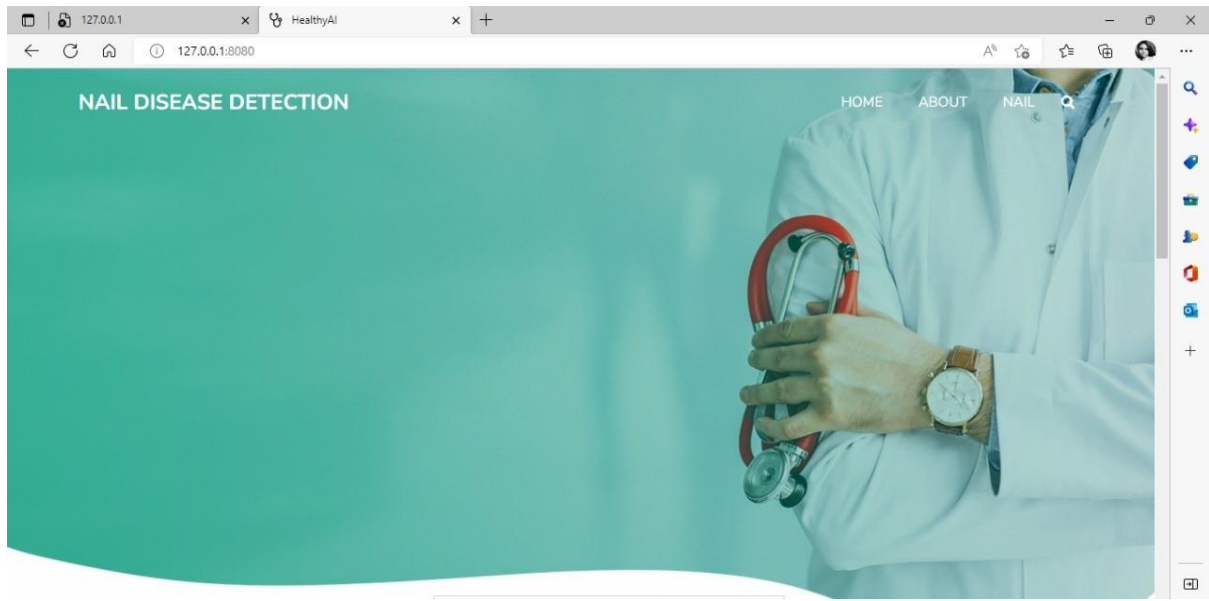 127.0.0.1
HealthyAI
127.0.0.1:8080
NAIL DISEASE DETECTION
HOME ABOUT NAIL